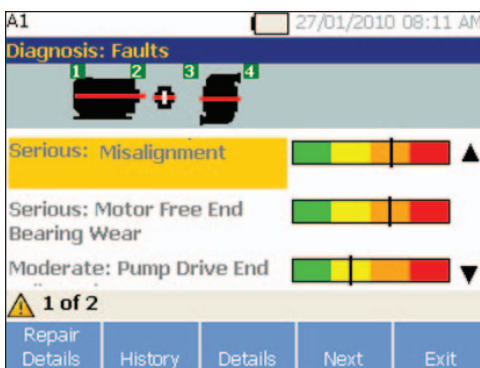 A1 27/01/2010 08:11 AM
Diagnosis: Faults
1 2 3 4
Serious: Misalignment
Serious: Motor Free End
Bearing Wear
Moderate: Pump Drive End
1 of 2
Repair
Details History Details Next Exit